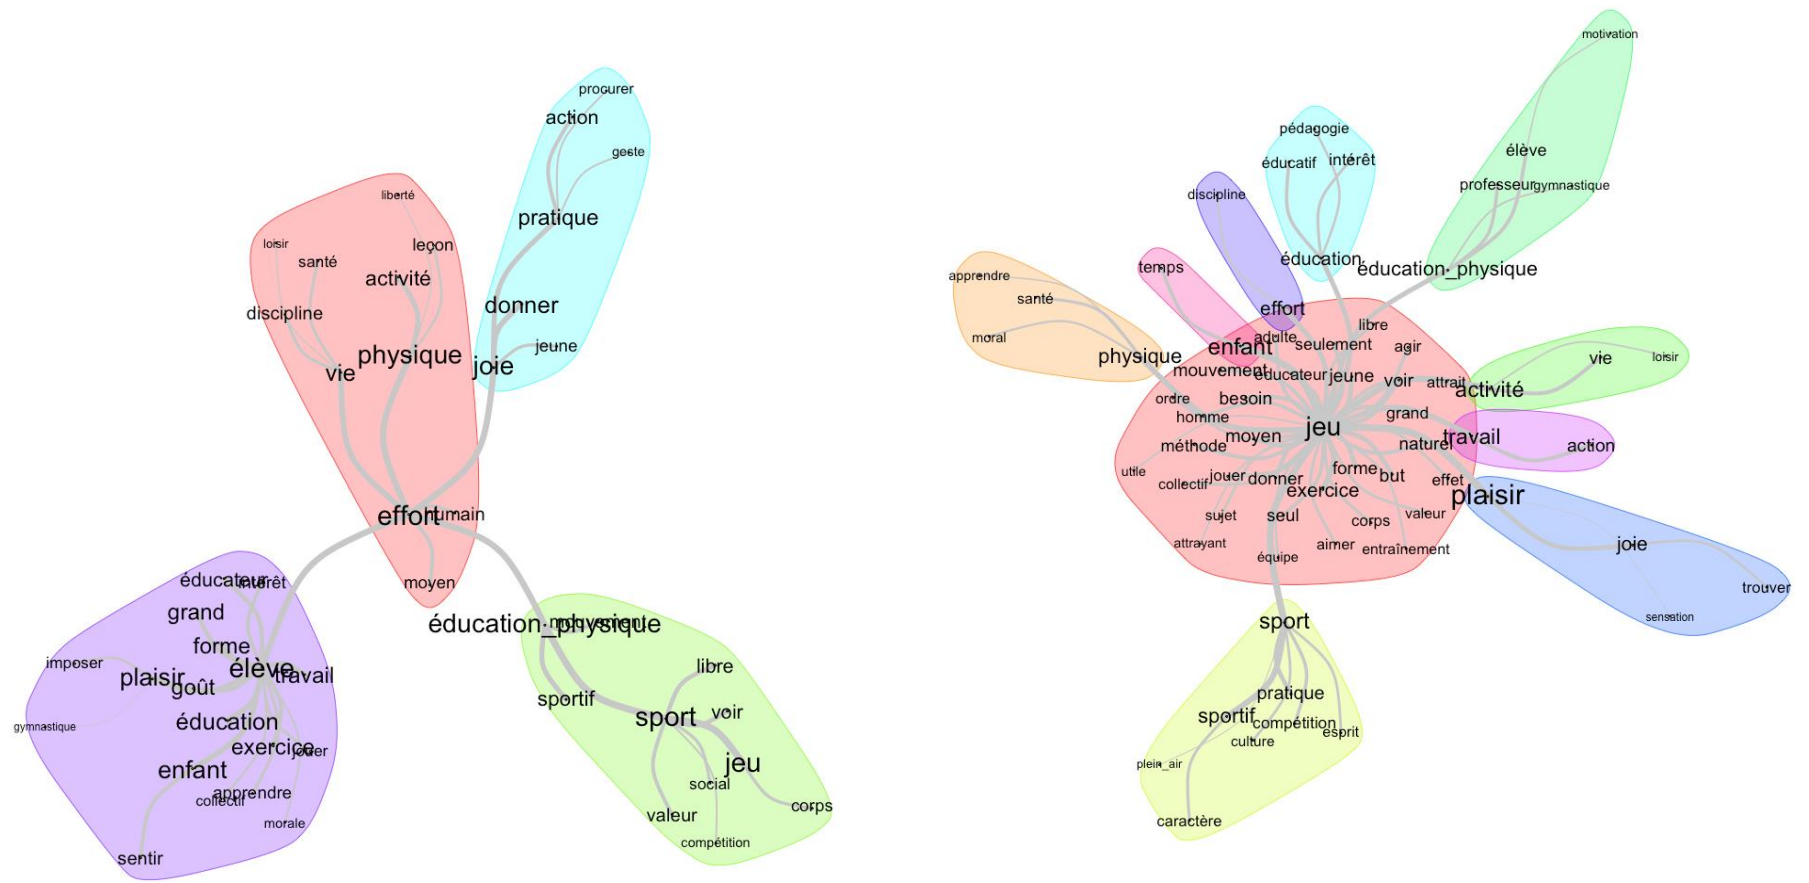 procurer
action
geste
pratique
donner
jeune
joie
liberté
loisir
leçon
santé
activité
discipline
physique
vie
effort
humain
moyen
éducateur
intérêt
grand
forme
imposer
élève
plaisir
goût
travail
gymnastique
éducation
exercice
jouer
enfant
apprendre
collectif
morale
sentir
éducation_physique
mouvement
libre
sportif
sport
voir
jeu
social
valeur
corps
compétition
motivation
élève
professeur
gymnastique
éducation_physique
pédagogie
éducatif
intérêt
éducation
discipline
effort
temps
enfant
apprendre
santé
moral
physique
libre
adulte
seulement
agir
mouvement
éducateur
jeune
voir
attrait
ordre
besoin
homme
grand
jeu
méthode
moyen
naturel
utile
collectif
jouer
donner
forme
but
effet
exercice
sujet
seul
corps
valeur
attrayant
équipe
aimer
entraînement
vie
loisir
activité
travail
action
plaisir
joie
trouver
sensation
sport
pratique
sportif
compétition
culture
esprit
plein_air
caractère